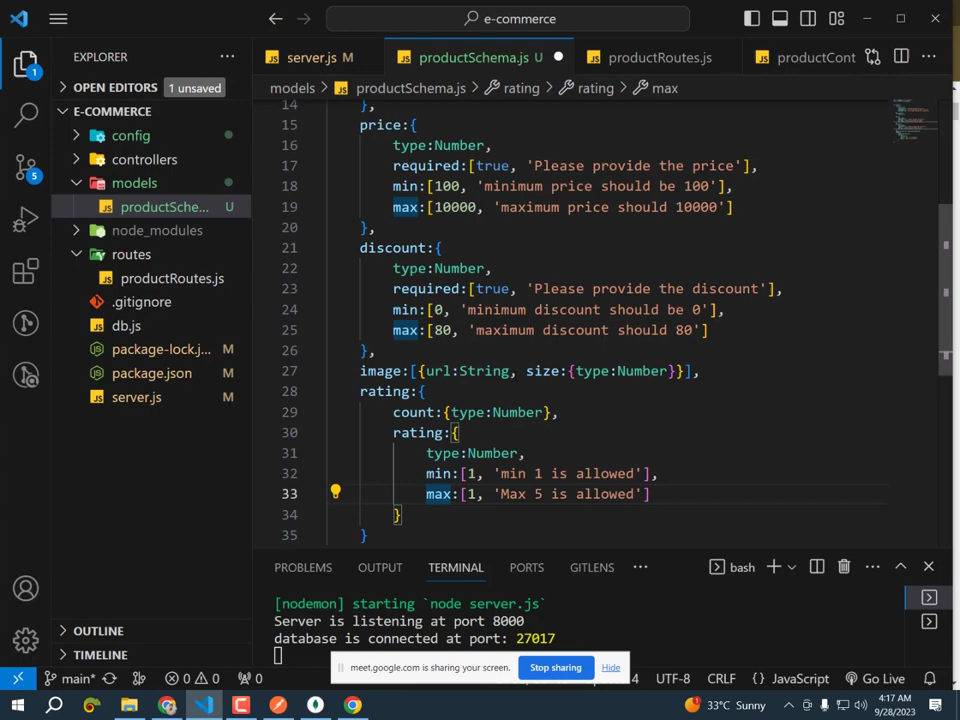 e-commerce
EXPLORER
server.js M
productSchema.js U
productRoutes.js
productCont
OPEN EDITORS 1 unsaved
models > productSchema.js > rating > rating > max
E-COMMERCE
config
controllers
models
productSche... U
node_modules
routes
productRoutes.js
.gitignore
db.js
package-lock.j... M
package.json M
server.js M
OUTLINE
TIMELINE
14 },
15 price:{
16 type:Number,
17 required:[true, 'Please provide the price'],
18 min:[100, 'minimum price should be 100'],
19 max:[10000, 'maximum price should 10000']
20 },
21 discount:{
22 type:Number,
23 required:[true, 'Please provide the discount'],
24 min:[0, 'minimum discount should be 0'],
25 max:[80, 'maximum discount should 80']
26 },
27 image:[{url:String, size:{type:Number}}],
28 rating:{
29 count:{type:Number},
30 rating:{
31 type:Number,
32 min:[1, 'min 1 is allowed'],
33 max:[1, 'Max 5 is allowed']
34 }
35 }
PROBLEMS OUTPUT TERMINAL PORTS GITLENS ··· bash
[nodemon] starting `node server.js`
Server is listening at port 8000
database is connected at port: 27017
meet.google.com is sharing your screen. Stop sharing Hide
main* 0 0 0 4 UTF-8 CRLF {} JavaScript Go Live
33°C Sunny
4:17 AM
9/28/2023
1
5